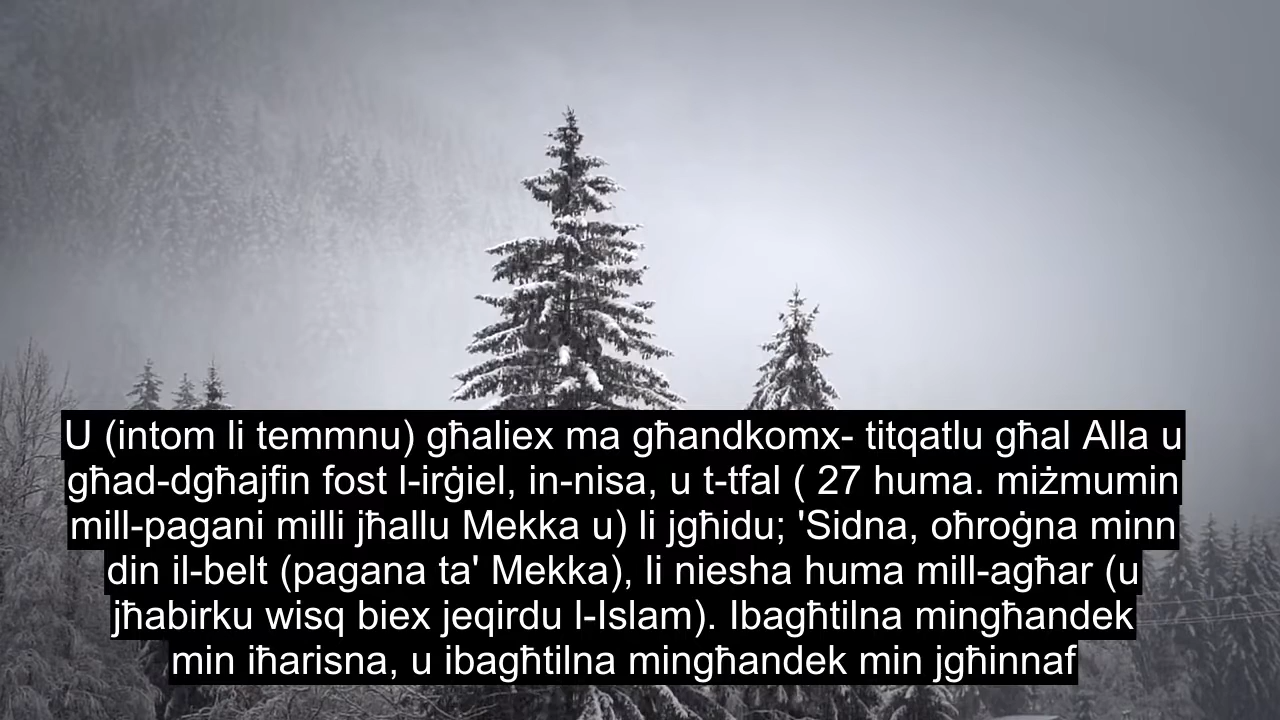 U (intom li temmnu) għaliex ma għandkomx- titqatlu għal Alla u
għad-dgħajfin fost l-irġiel, in-nisa, u t-tfal ( 27 huma. miżmumin
mill-pagani milli jħallu Mekka u) li jgħidu; 'Sidna, oħroġna minn
din il-belt (pagana ta' Mekka), li niesha huma mill-agħar (u
jħabirku wisq biex jeqirdu l-Islam). Ibagħtilna mingħandek
min iħarisna, u ibagħtilna mingħandek min jgħinnaf